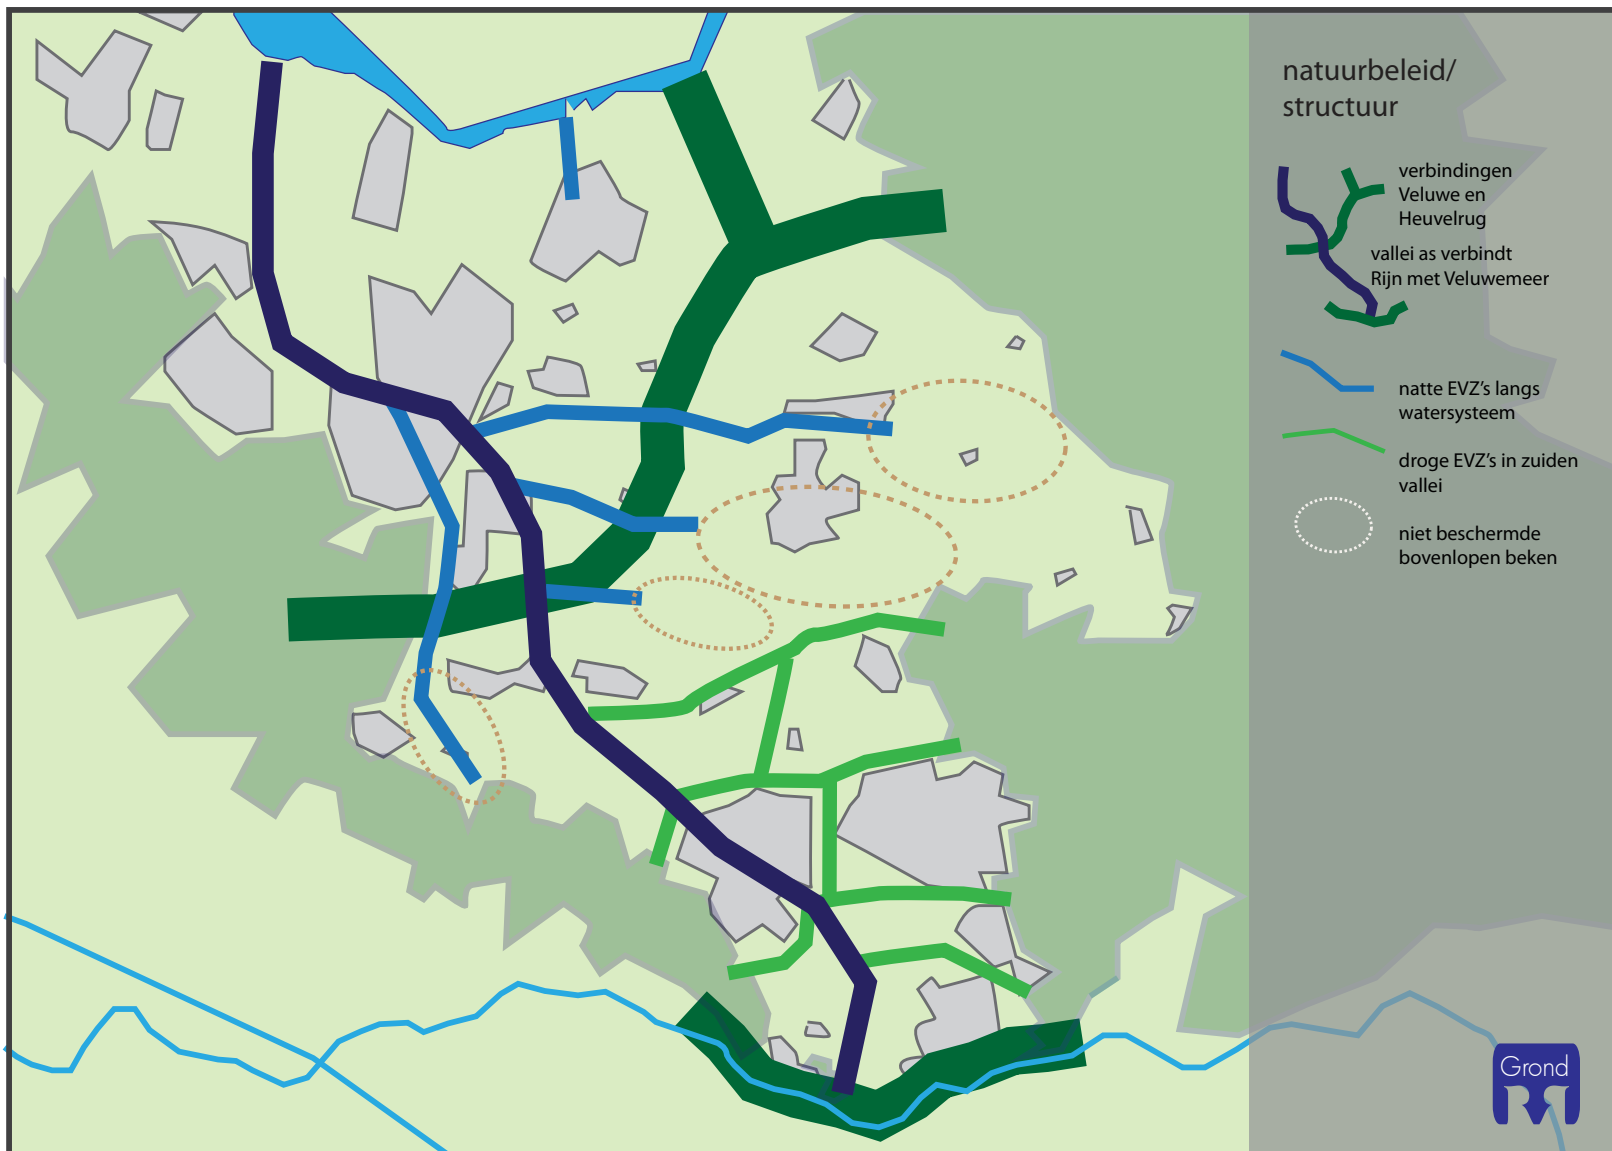 natuurbeleid/
structuur
verbindingen
Veluwe en
Heuvelrug
vallei as verbindt
Rijn met Veluwemeer
natte EVZ's langs
watersysteem
droge EVZ's in zuiden
vallei
niet beschermde
bovenlopen beken
Grond